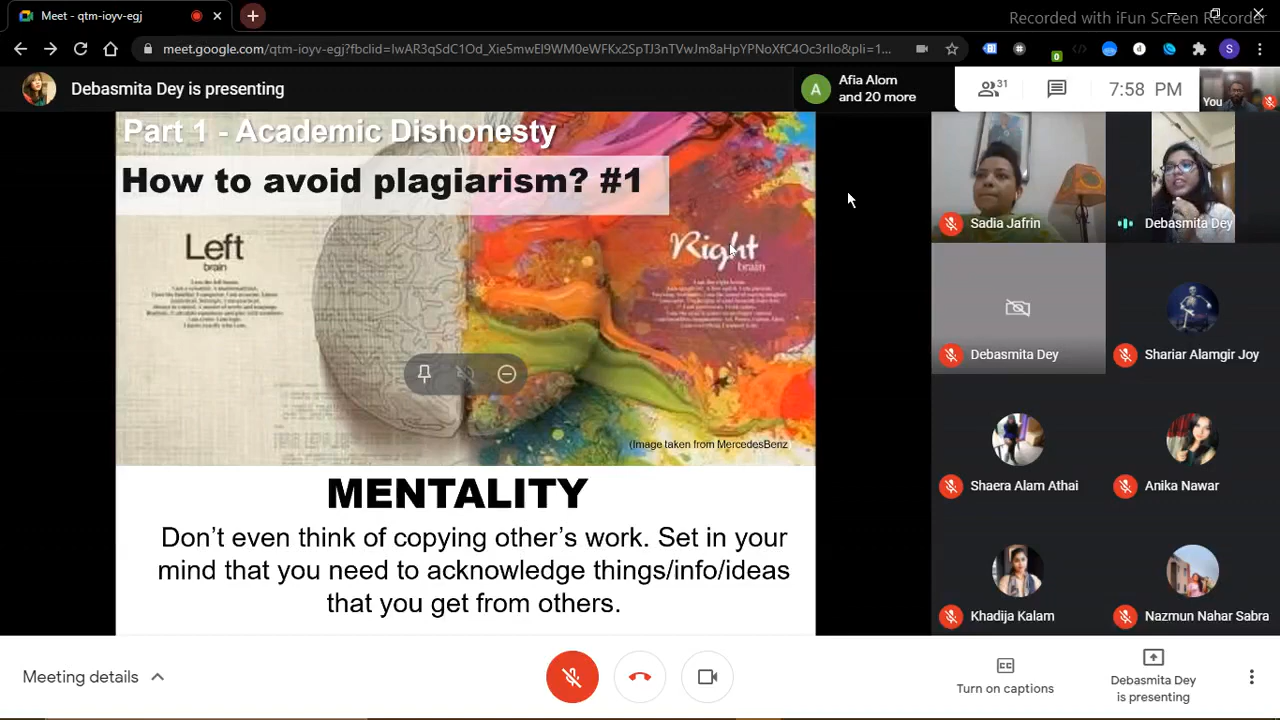 Meet - qtm-ioyv-egj
Recorded with iFun Screen Recorder
meet.google.com/qtm-ioyv-egj?fbclid=IwAR3qSdC1Od_Xie5mwEl9WM0eWFKx2SpTJ3nTVwJm8aHpYPNoXfC4Oc3rIIo&pli=1...
0
S
Debasmita Dey is presenting
A
Afia Alom
and 20 more
31
7:58 PM
You
Part 1 - Academic Dishonesty
How to avoid plagiarism? #1
Left
brain
Right
brain
(Image taken from MercedesBenz
MENTALITY
Don't even think of copying other's work. Set in your
mind that you need to acknowledge things/info/ideas
that you get from others.
Sadia Jafrin
Debasmita Dey
Debasmita Dey
Shariar Alamgir Joy
Shaera Alam Athai
Anika Nawar
Khadija Kalam
Nazmun Nahar Sabra
Meeting details
CC
Turn on captions
Debasmita Dey
is presenting